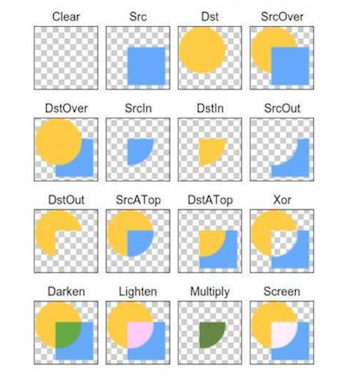 Clear Src Dst SrcOver
DstOver SrcIn DstIn SrcOut
DstOut SrcATop DstATop Xor
Darken Lighten Multiply Screen